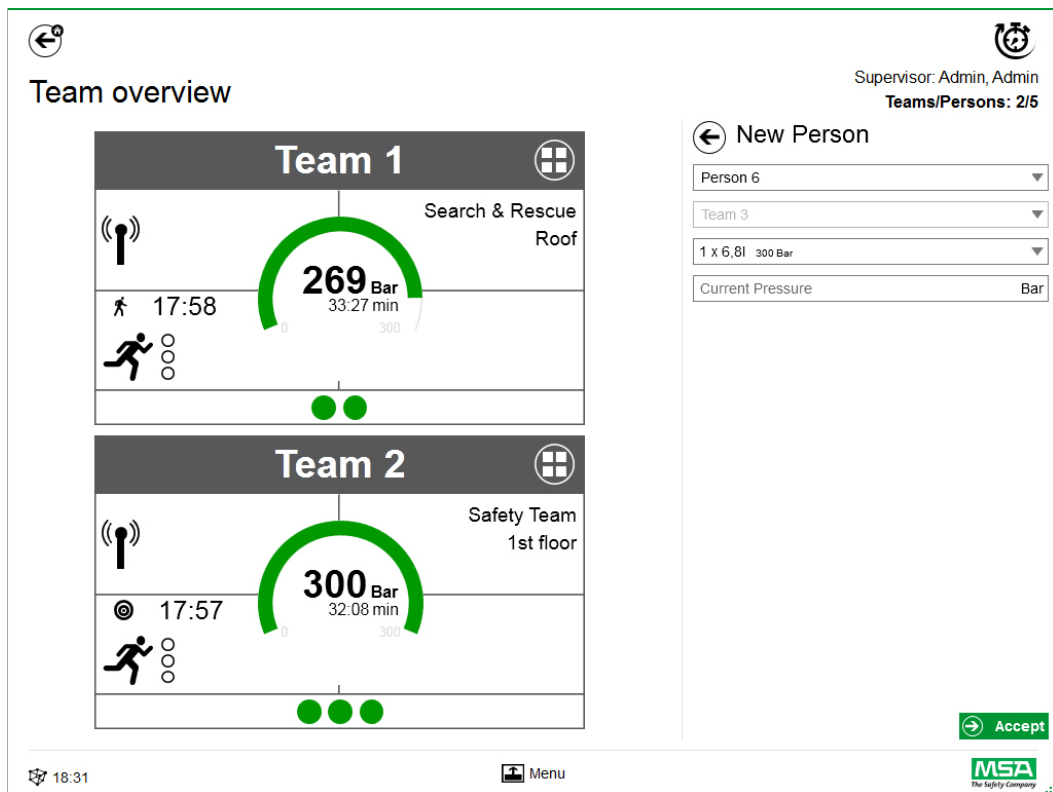 Team overview
Supervisor: Admin, Admin
Teams/Persons: 2/5
Team 1
Search & Rescue
Roof
269 Bar
33:27 min
0 300
17:58
Team 2
Safety Team
1st floor
300 Bar
32:08 min
0 300
17:57
New Person
Person 6
Team 3
1 x 6,8l 300 Bar
Current Pressure Bar
Accept
18:31
Menu
MSA
The Safety Company